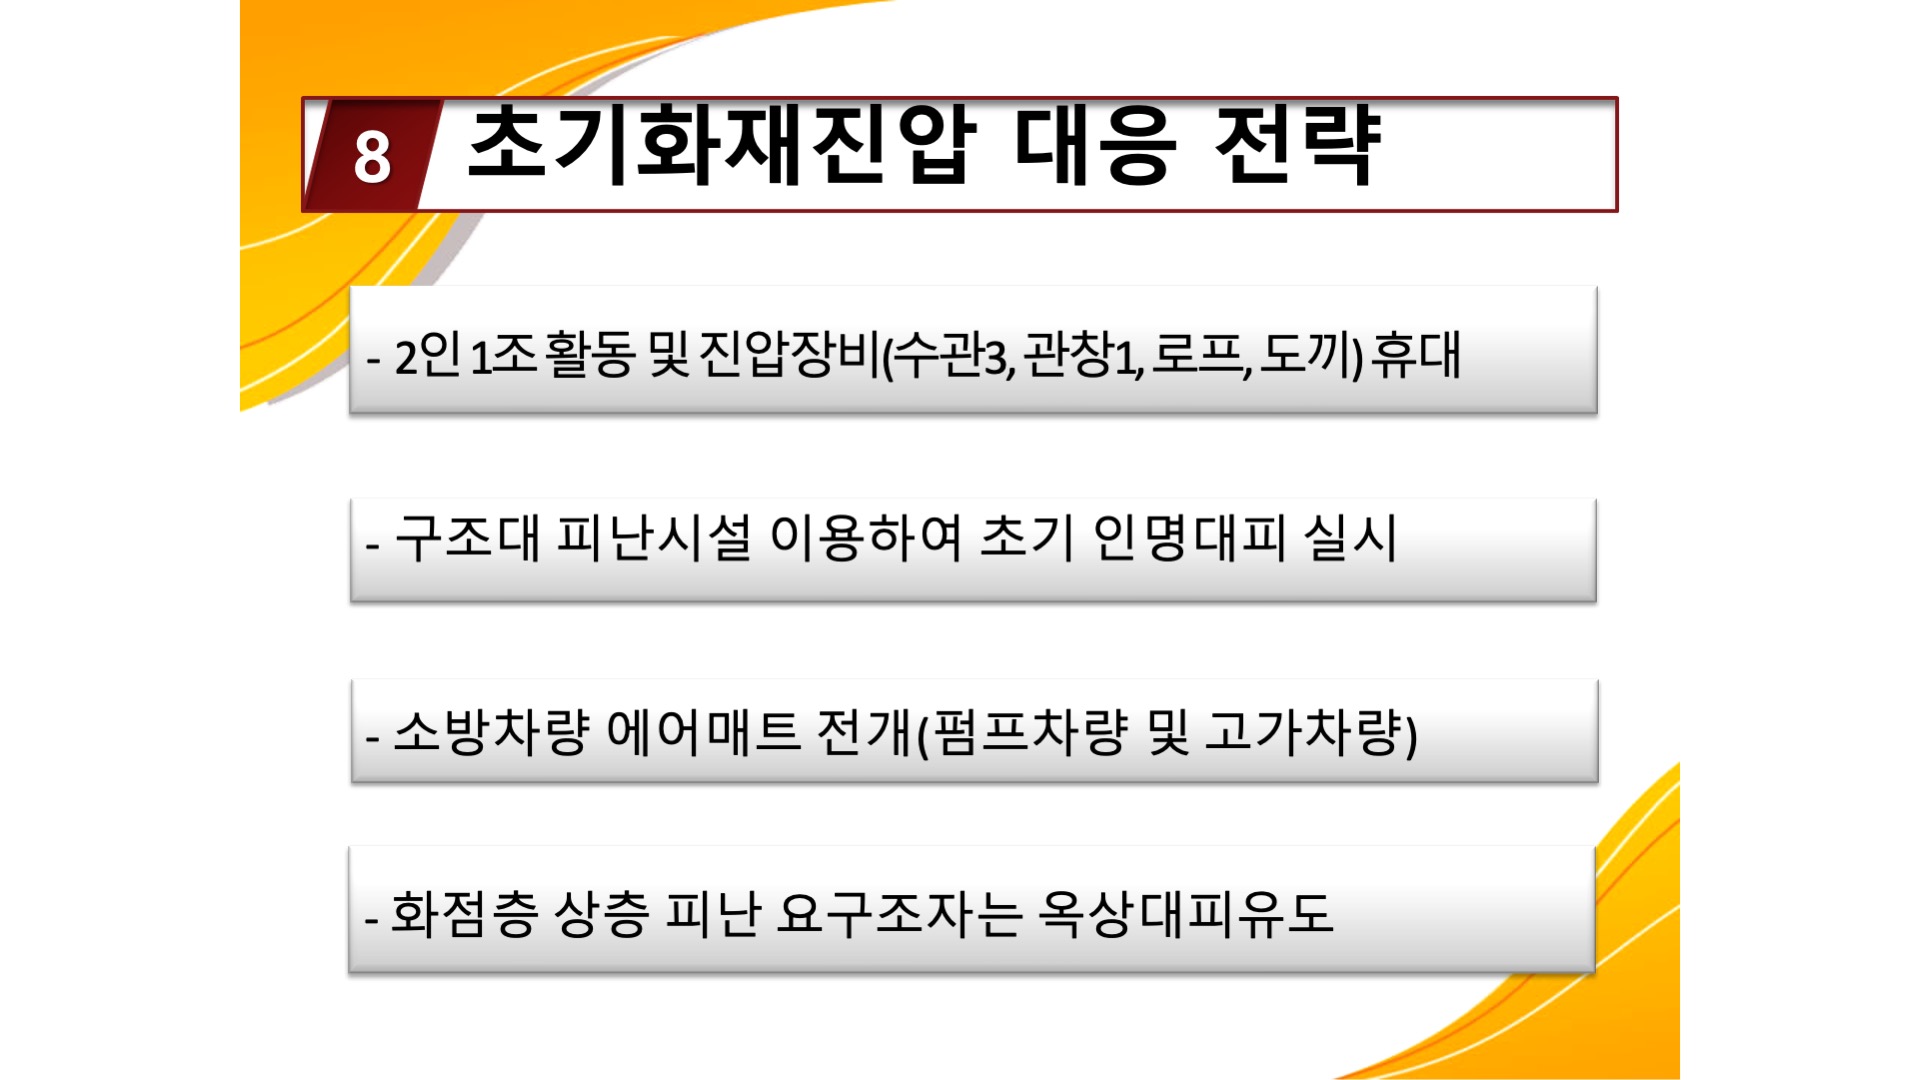 8 초기화재진압 대응 전략
- 2인 1조 활동 및 진압장비(수관3, 관창1, 로프, 도끼) 휴대
- 구조대 피난시설 이용하여 초기 인명대피 실시
- 소방차량 에어매트 전개(펌프차량 및 고가차량)
- 화점층 상층 피난 요구조자는 옥상대피유도